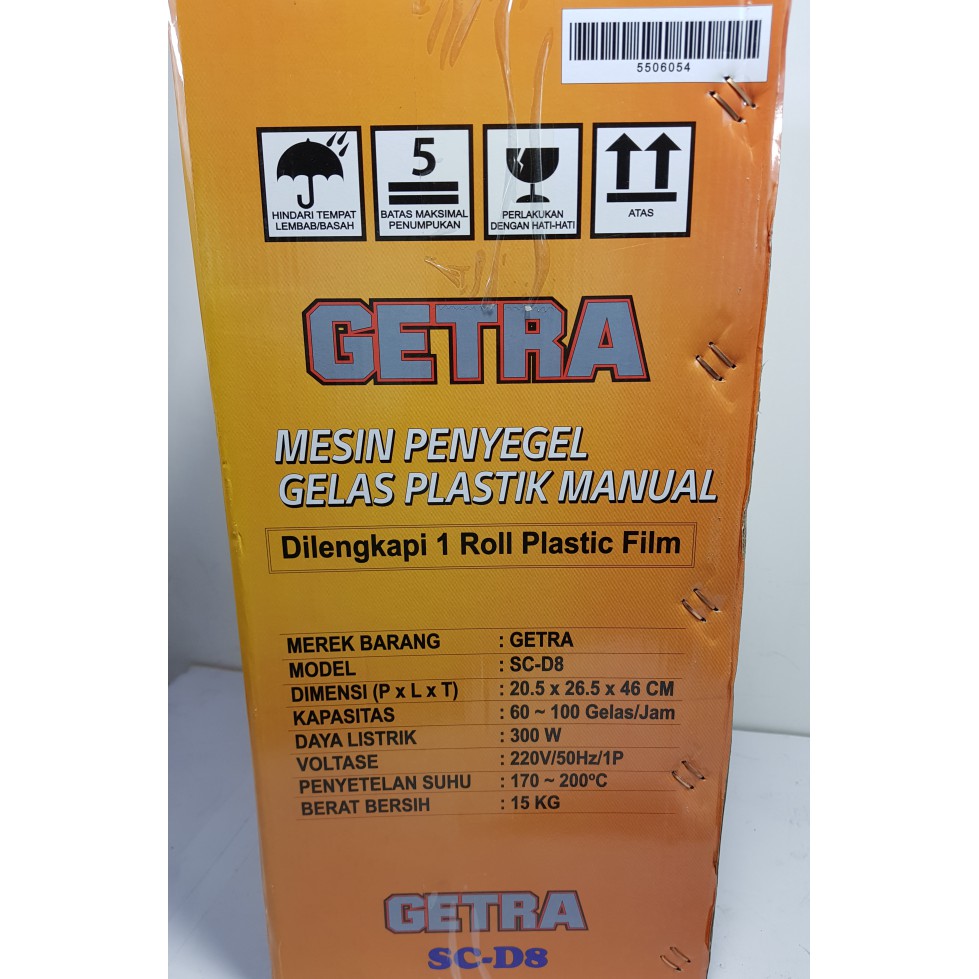 5506054
HINDARI TEMPAT
LEMBAB/BASAH
5
BATAS MAKSIMAL
PENUMPUKAN
PERLAKUKAN
DENGAN HATI-HATI
ATAS
GETRA
MESIN PENYEGEL
GELAS PLASTIK MANUAL
Dilengkapi 1 Roll Plastic Film
MEREK BARANG : GETRA
MODEL : SC-D8
DIMENSI (P x L x T) : 20.5 x 26.5 x 46 CM
KAPASITAS : 60 ~ 100 Gelas/Jam
DAYA LISTRIK : 300 W
VOLTASE : 220V/50Hz/1P
PENYETELAN SUHU : 170 ~ 200ºC
BERAT BERSIH : 15 KG
GETRA
SC-D8